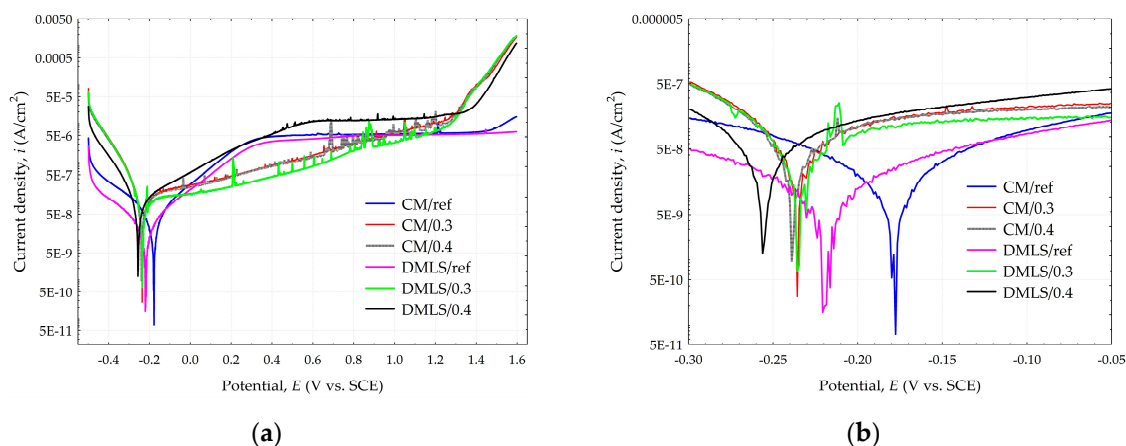 0.0050
0.0005
5E-5
5E-6
5E-7
5E-8
5E-9
5E-10
5E-11
Current density, i (A/cm²)
CM/ref
CM/0.3
CM/0.4
DMLS/ref
DMLS/0.3
DMLS/0.4
-0.4 -0.2 0.0 0.2 0.4 0.6 0.8 1.0 1.2 1.4 1.6
Potential, E (V vs. SCE)
(a)
0.000005
5E-7
5E-8
5E-9
5E-10
5E-11
Current density, i (A/cm²)
CM/ref
CM/0.3
CM/0.4
DMLS/ref
DMLS/0.3
DMLS/0.4
-0.30 -0.25 -0.20 -0.15 -0.10 -0.05
Potential, E (V vs. SCE)
(b)